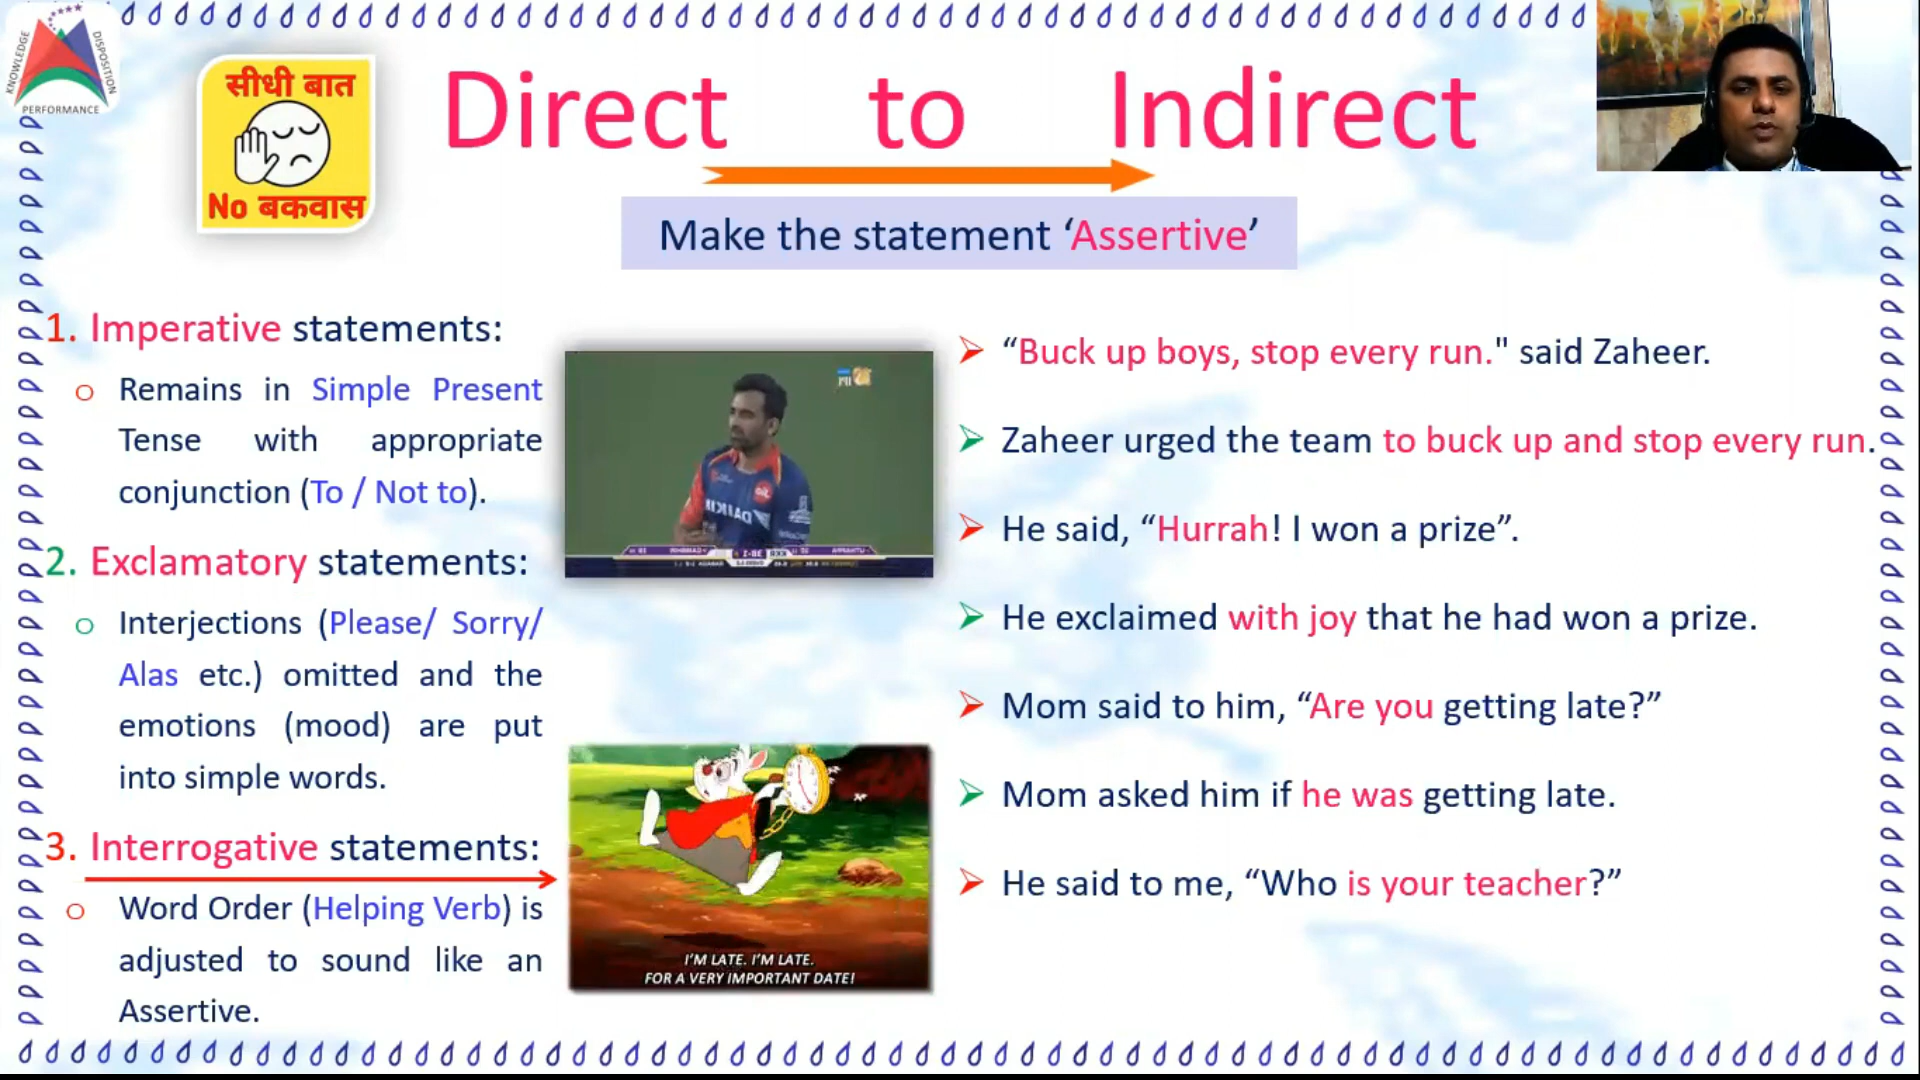 KNOWLEDGE
DISPOSITION
PERFORMANCE
सीधी बात
No बकवास
Direct to Indirect
Make the statement ‘Assertive’
1. Imperative statements:
o Remains in Simple Present
Tense with appropriate
conjunction (To / Not to).
2. Exclamatory statements:
o Interjections (Please/ Sorry/
Alas etc.) omitted and the
emotions (mood) are put
into simple words.
3. Interrogative statements:
o Word Order (Helping Verb) is
adjusted to sound like an
Assertive.
I'M LATE. I'M LATE.
FOR A VERY IMPORTANT DATE!
“Buck up boys, stop every run." said Zaheer.
Zaheer urged the team to buck up and stop every run.
He said, “Hurrah! I won a prize”.
He exclaimed with joy that he had won a prize.
Mom said to him, “Are you getting late?”
Mom asked him if he was getting late.
He said to me, “Who is your teacher?”